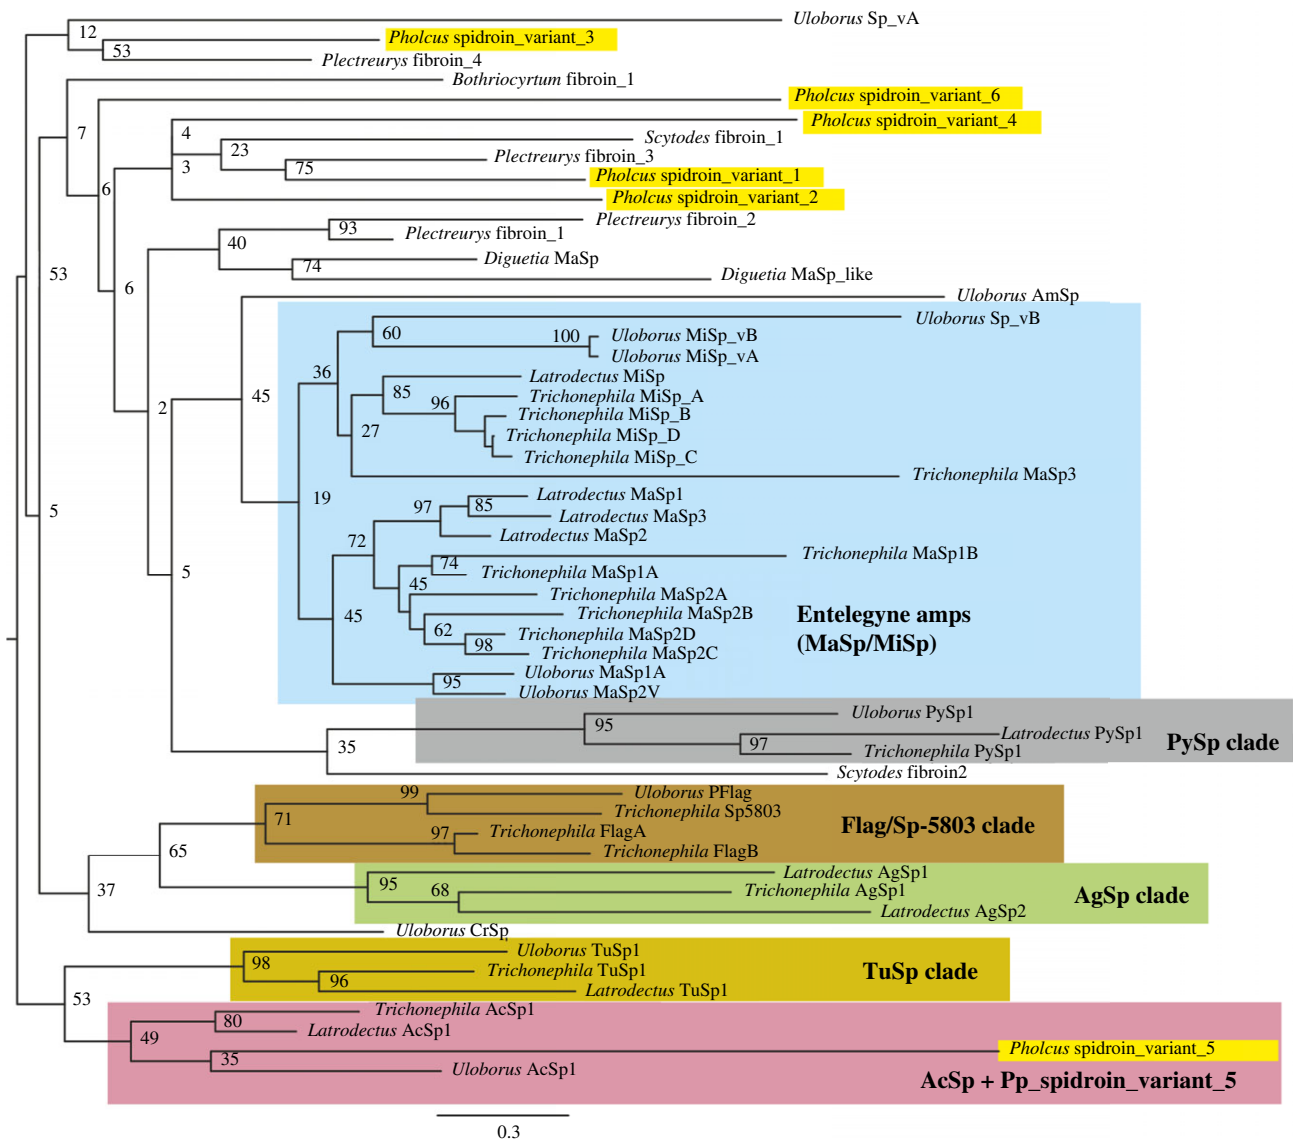 Uloborus Sp_vA
12
Pholcus spidroin_variant_3
53
Plectreurys fibroin_4
Bothriocyrtum fibroin_1
Pholcus spidroin_variant_6
7
4
Pholcus spidroin_variant_4
Scytodes fibroin_1
23
Plectreurys fibroin_3
3
75
Pholcus spidroin_variant_1
6
Pholcus spidroin_variant_2
Plectreurys fibroin_2
93
Plectreurys fibroin_1
40
Diguetia MaSp
74
53
Diguetia MaSp_like
6
Uloborus AmSp
Uloborus Sp_vB
60
100
Uloborus MiSp_vB
Uloborus MiSp_vA
36
Latrodectus MiSp
85
45
Trichonephila MiSp_A
96
2
Trichonephila MiSp_B
27
Trichonephila MiSp_D
Trichonephila MiSp_C
Trichonephila MaSp3
19
Latrodectus MaSp1
97
85
5
Latrodectus MaSp3
Latrodectus MaSp2
72
Trichonephila MaSp1B
74
5
Trichonephila MaSp1A
45
Trichonephila MaSp2A
Trichonephila MaSp2B
45
Entelegyne amps
(MaSp/MiSp)
62
Trichonephila MaSp2D
98
Trichonephila MaSp2C
Uloborus MaSp1A
95
Uloborus MaSp2V
Uloborus PySp1
95
Latrodectus PySp1
35
97
Trichonephila PySp1
PySp clade
Scytodes fibroin2
99
Uloborus PFlag
Trichonephila Sp5803
71
97
Trichonephila FlagA
Flag/Sp-5803 clade
65
Trichonephila FlagB
Latrodectus AgSp1
95
37
68
Trichonephila AgSp1
AgSp clade
Latrodectus AgSp2
Uloborus CrSp
Uloborus TuSp1
98
Trichonephila TuSp1
TuSp clade
96
Latrodectus TuSp1
53
Trichonephila AcSp1
80
Latrodectus AcSp1
49
Pholcus spidroin_variant_5
35
Uloborus AcSp1
AcSp + Pp_spidroin_variant_5
0.3